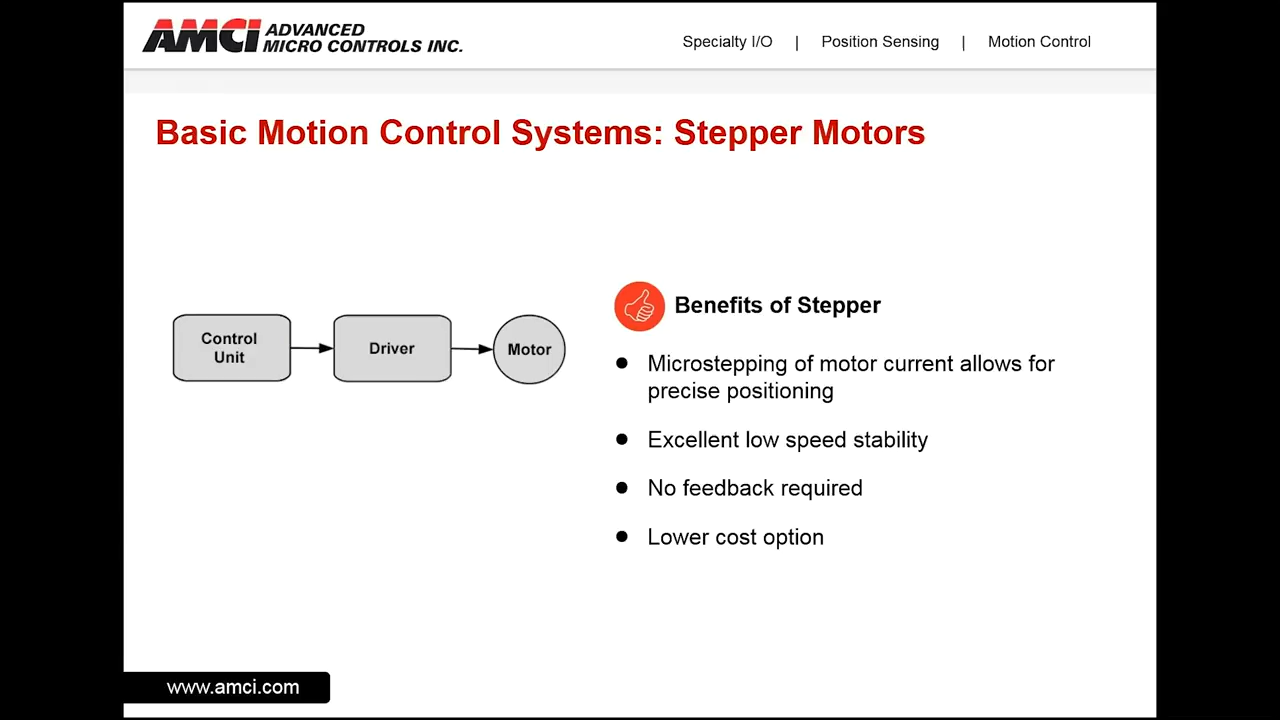 AMCI ADVANCED
MICRO CONTROLS INC.
Specialty I/O | Position Sensing | Motion Control
Basic Motion Control Systems: Stepper Motors
Control
Unit
Driver
Motor
Benefits of Stepper
● Microstepping of motor current allows for
precise positioning
● Excellent low speed stability
● No feedback required
● Lower cost option
www.amci.com